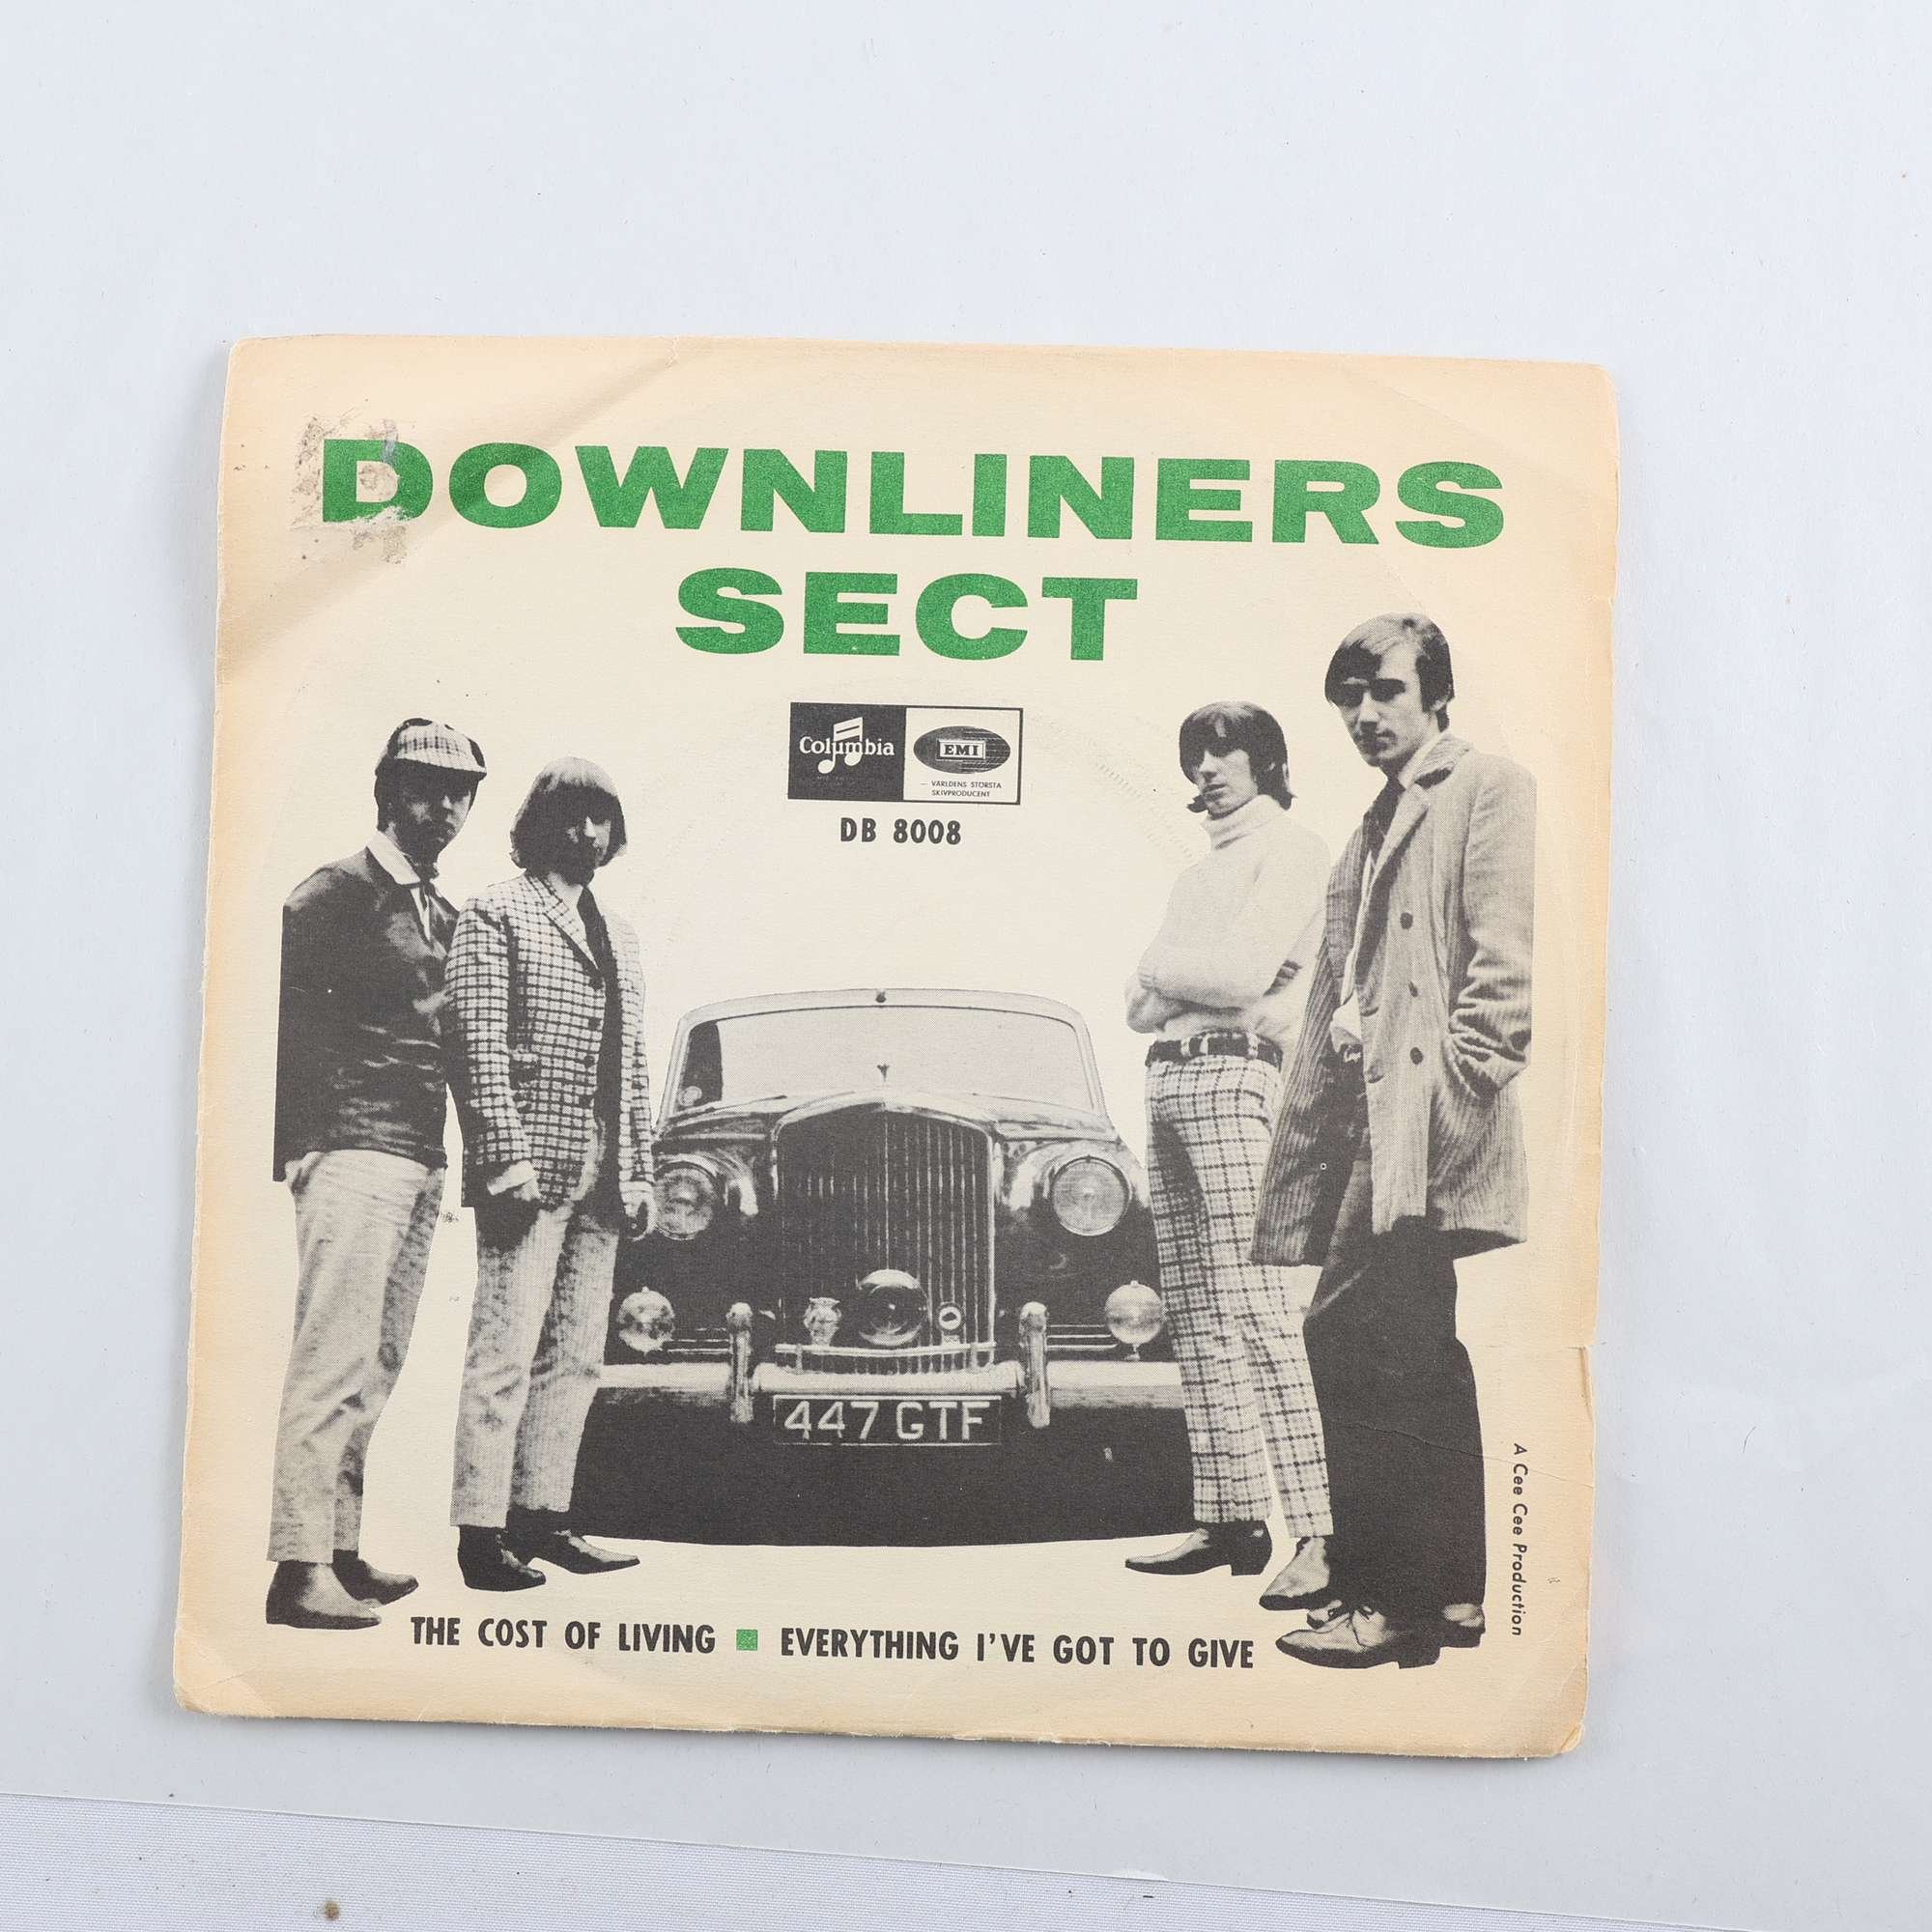 DOWNLINERS
SECT
Columbia
EMI
— VÄRLDENS STÖRSTA
SKIVPRODUCENT
DB 8008
447 GTF
A Cee Cee Production
THE COST OF LIVING ■ EVERYTHING I'VE GOT TO GIVE